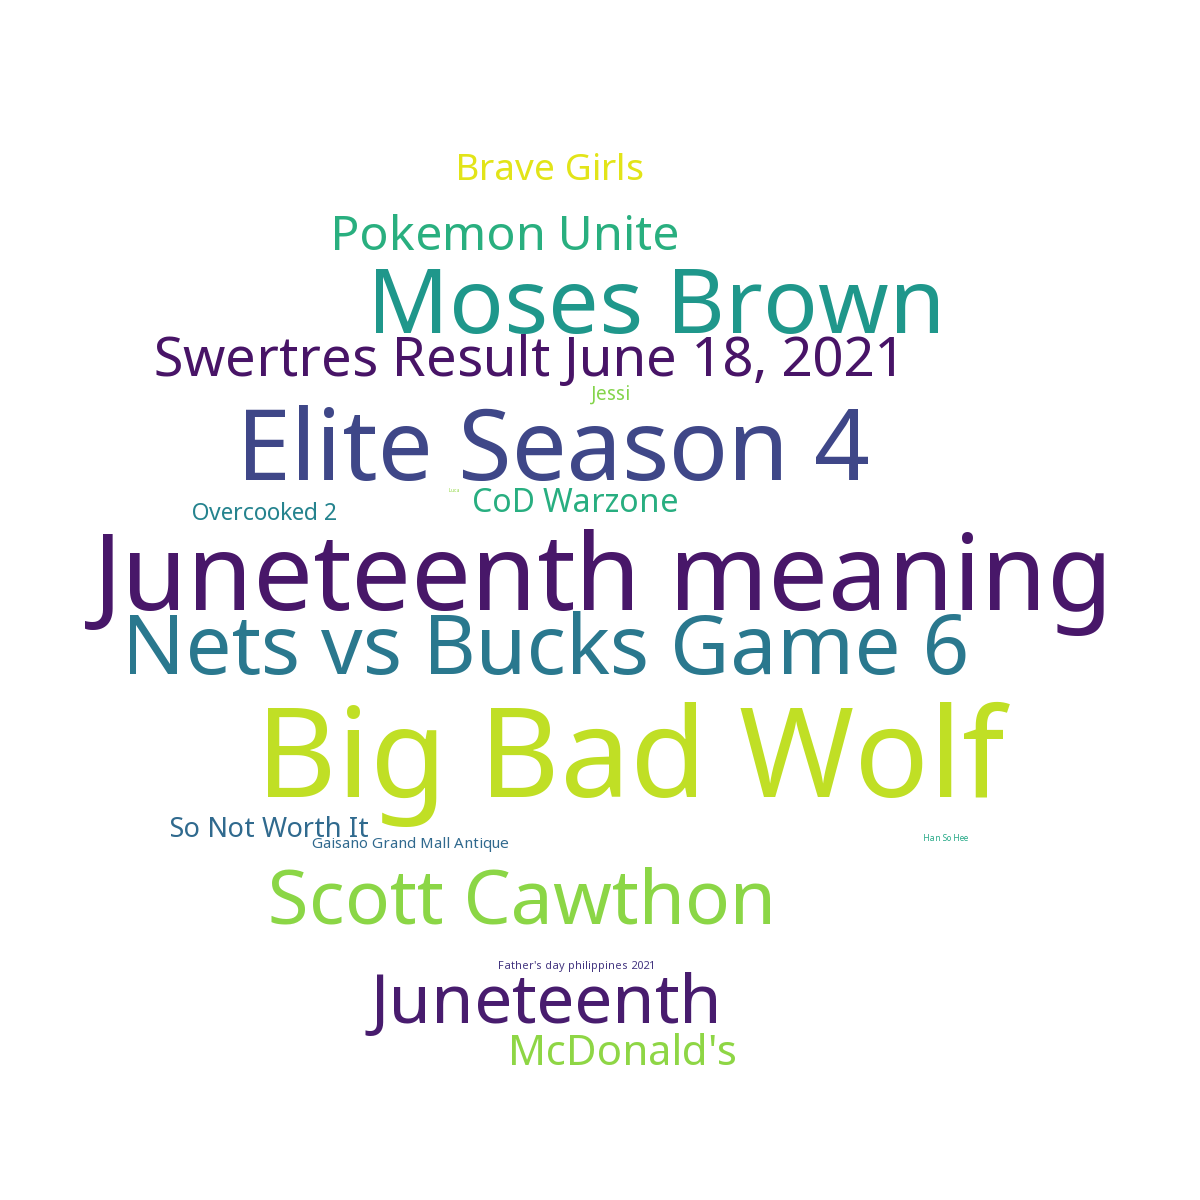 Brave Girls
Pokemon Unite
Moses Brown
Swertres Result June 18, 2021
Jessi
Elite Season 4
CoD Warzone
Overcooked 2
Juneteenth meaning
Nets vs Bucks Game 6
Big Bad Wolf
So Not Worth It
Gaisano Grand Mall Antique
Han So Hee
Scott Cawthon
Father's day philippines 2021
Juneteenth
McDonald's